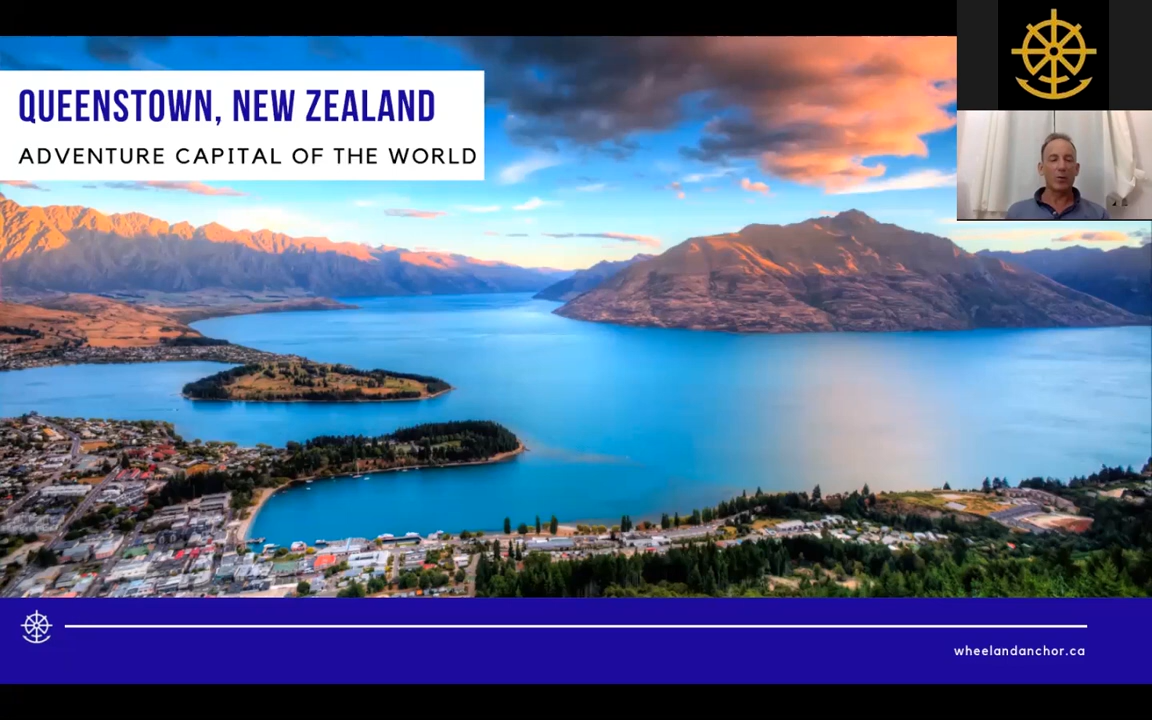 QUEENSTOWN, NEW ZEALAND
ADVENTURE CAPITAL OF THE WORLD
wheelandanchor.ca